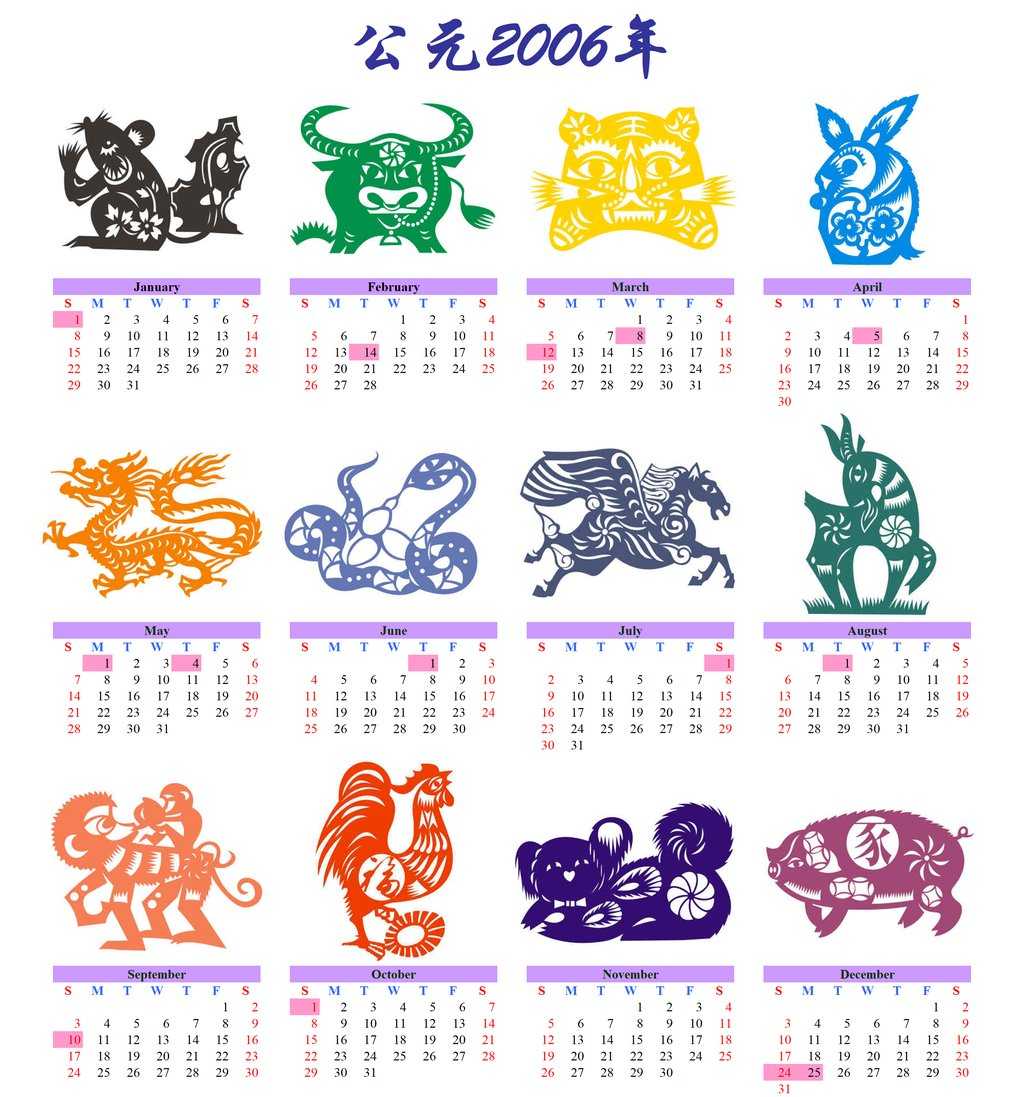 公元2006年
January
S M T W T F S
1 2 3 4 5 6 7
8 9 10 11 12 13 14
15 16 17 18 19 20 21
22 23 24 25 26 27 28
29 30 31
February
S M T W T F S
1 2 3 4
5 6 7 8 9 10 11
12 13 14 15 16 17 18
19 20 21 22 23 24 25
26 27 28
March
S M T W T F S
1 2 3 4
5 6 7 8 9 10 11
12 13 14 15 16 17 18
19 20 21 22 23 24 25
26 27 28 29 30 31
April
S M T W T F S
1
2 3 4 5 6 7 8
9 10 11 12 13 14 15
16 17 18 19 20 21 22
23 24 25 26 27 28 29
30
May
S M T W T F S
1 2 3 4 5 6
7 8 9 10 11 12 13
14 15 16 17 18 19 20
21 22 23 24 25 26 27
28 29 30 31
June
S M T W T F S
1 2 3
4 5 6 7 8 9 10
11 12 13 14 15 16 17
18 19 20 21 22 23 24
25 26 27 28 29 30
July
S M T W T F S
1
2 3 4 5 6 7 8
9 10 11 12 13 14 15
16 17 18 19 20 21 22
23 24 25 26 27 28 29
30 31
August
S M T W T F S
1 2 3 4 5
6 7 8 9 10 11 12
13 14 15 16 17 18 19
20 21 22 23 24 25 26
27 28 29 30 31
福
September
S M T W T F S
1 2
3 4 5 6 7 8 9
10 11 12 13 14 15 16
17 18 19 20 21 22 23
24 25 26 27 28 29 30
October
S M T W T F S
1 2 3 4 5 6 7
8 9 10 11 12 13 14
15 16 17 18 19 20 21
22 23 24 25 26 27 28
29 30 31
November
S M T W T F S
1 2 3 4
5 6 7 8 9 10 11
12 13 14 15 16 17 18
19 20 21 22 23 24 25
26 27 28 29 30
December
S M T W T F S
1 2
3 4 5 6 7 8 9
10 11 12 13 14 15 16
17 18 19 20 21 22 23
24 25 26 27 28 29 30
31